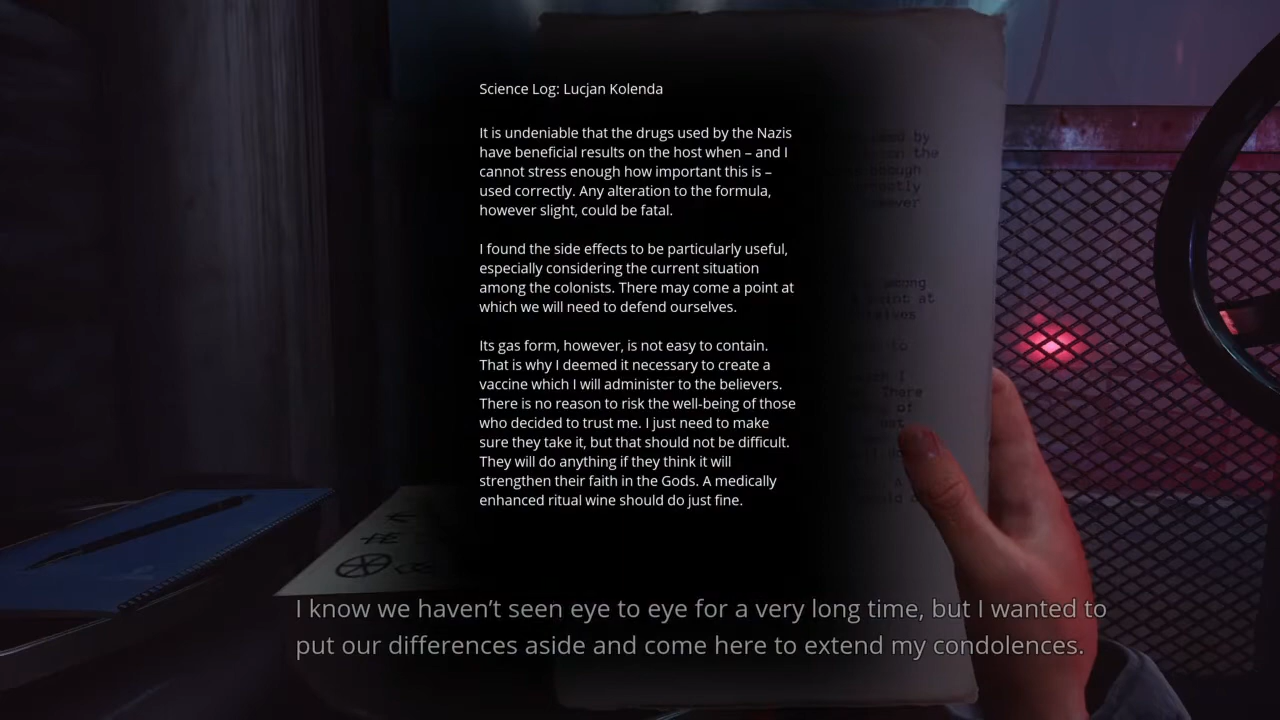 Science Log: Lucjan Kolenda
It is undeniable that the drugs used by the Nazis
have beneficial results on the host when – and I
cannot stress enough how important this is –
used correctly. Any alteration to the formula,
however slight, could be fatal.
I found the side effects to be particularly useful,
especially considering the current situation
among the colonists. There may come a point at
which we will need to defend ourselves.
Its gas form, however, is not easy to contain.
That is why I deemed it necessary to create a
vaccine which I will administer to the believers.
There is no reason to risk the well-being of those
who decided to trust me. I just need to make
sure they take it, but that should not be difficult.
They will do anything if they think it will
strengthen their faith in the Gods. A medically
enhanced ritual wine should do just fine.
I know we haven’t seen eye to eye for a very long time, but I wanted to
put our differences aside and come here to extend my condolences.